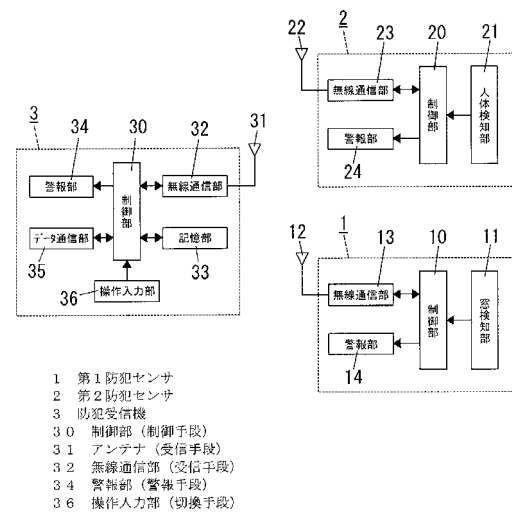 3
34
30
32
31
警報部
制御部
無線通信部
データ通信部
記憶部
35
33
36
操作入力部
22
23
2
20
21
無線通信部
制御部
人体検知部
警報部
24
12
13
1
10
11
無線通信部
制御部
窓検知部
警報部
14
1 第1防犯センサ
2 第2防犯センサ
3 防犯受信機
30 制御部（制御手段）
31 アンテナ（受信手段）
32 無線通信部（受信手段）
34 警報部（警報手段）
36 操作入力部（切換手段）